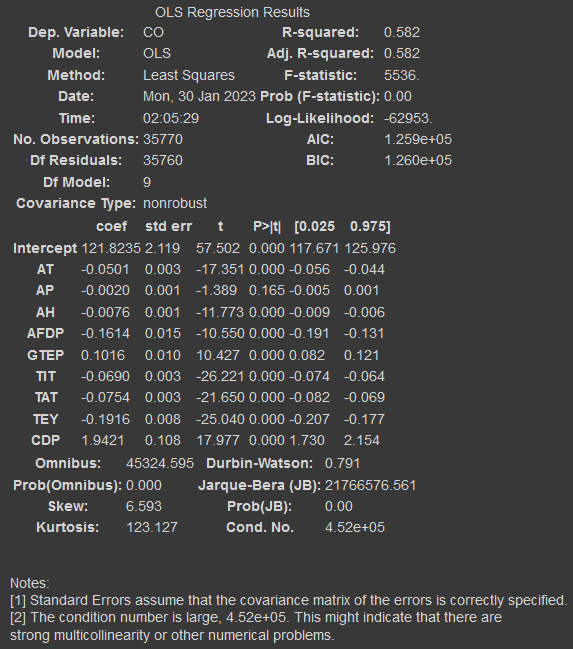 OLS Regression Results
Dep. Variable: CO R-squared: 0.582
Model: OLS Adj. R-squared: 0.582
Method: Least Squares F-statistic: 5536.
Date: Mon, 30 Jan 2023 Prob (F-statistic): 0.00
Time: 02:05:29 Log-Likelihood: -62953.
No. Observations: 35770 AIC: 1.259e+05
Df Residuals: 35760 BIC: 1.260e+05
Df Model: 9
Covariance Type: nonrobust
coef std err t P>|t| [0.025 0.975]
Intercept 121.8235 2.119 57.502 0.000 117.671 125.976
AT -0.0501 0.003 -17.351 0.000 -0.056 -0.044
AP -0.0020 0.001 -1.389 0.165 -0.005 0.001
AH -0.0076 0.001 -11.773 0.000 -0.009 -0.006
AFDP -0.1614 0.015 -10.550 0.000 -0.191 -0.131
GTEP 0.1016 0.010 10.427 0.000 0.082 0.121
TIT -0.0690 0.003 -26.221 0.000 -0.074 -0.064
TAT -0.0754 0.003 -21.650 0.000 -0.082 -0.069
TEY -0.1916 0.008 -25.040 0.000 -0.207 -0.177
CDP 1.9421 0.108 17.977 0.000 1.730 2.154
Omnibus: 45324.595 Durbin-Watson: 0.791
Prob(Omnibus): 0.000 Jarque-Bera (JB): 21766576.561
Skew: 6.593 Prob(JB): 0.00
Kurtosis: 123.127 Cond. No. 4.52e+05
Notes:
[1] Standard Errors assume that the covariance matrix of the errors is correctly specified.
[2] The condition number is large, 4.52e+05. This might indicate that there are
strong multicollinearity or other numerical problems.